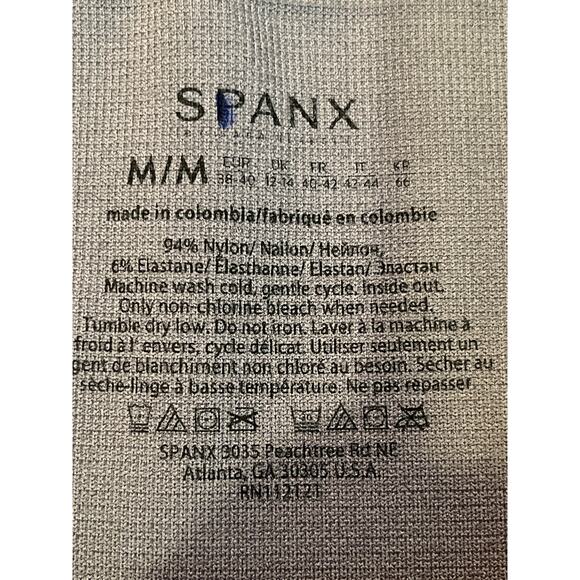 SPANX
M/M EUR UK FR IT KR
38-40 12-14 40-42 42-44 66
made in colombia/fabriqué en colombie
94% Nylon/ Nailon/ Нейлон,
6% Elastane/ Élasthanne/ Elastan/ Эластан
Machine wash cold, gentle cycle. Inside out.
Only non-chlorine bleach when needed.
Tumble dry low. Do not iron. Laver à la machine à
froid à l'envers, cycle délicat. Utiliser seulement un
gent de blanchiment non chloré au besoin. Sécher au
sèche-linge à basse température. Ne pas repasser.
SPANX 3035 Peachtree Rd NE
Atlanta, GA 30305 U.S.A.
RN112121